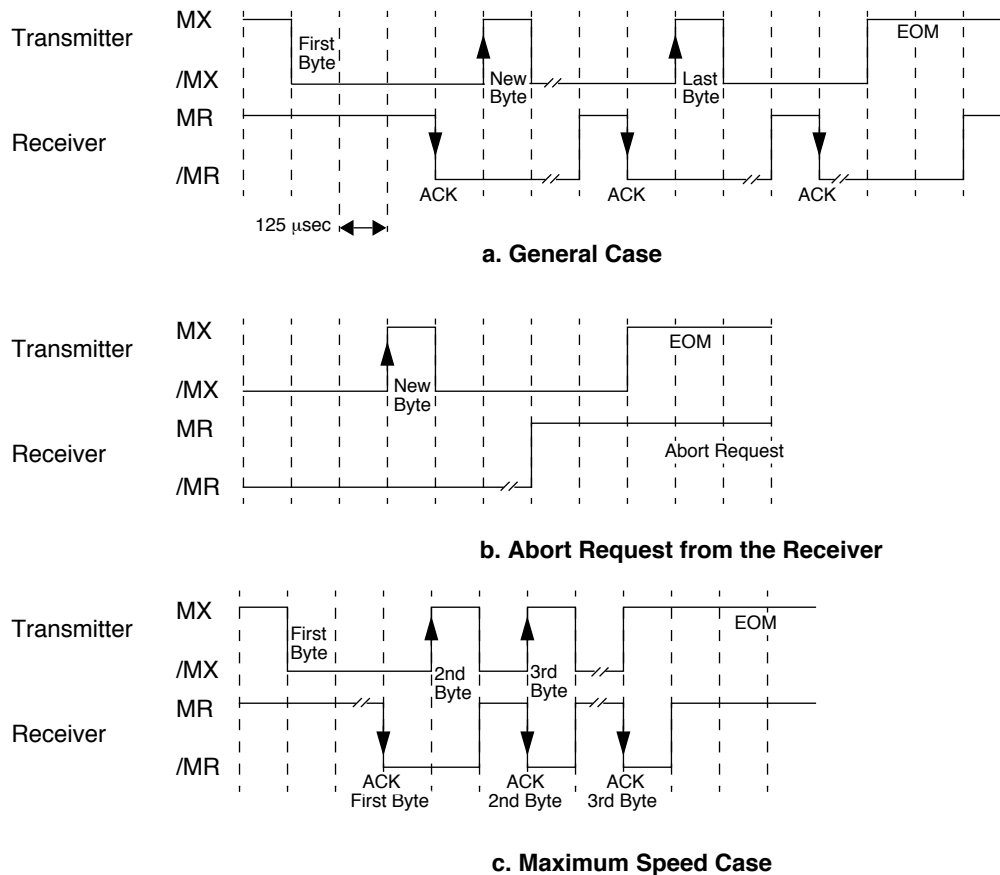 MX
Transmitter
First
Byte
EOM
/MX
New
Byte
Last
Byte
MR
Receiver
/MR
ACK
ACK
ACK
125 μsec
a. General Case
MX
Transmitter
EOM
/MX
New
Byte
MR
Receiver
Abort Request
/MR
b. Abort Request from the Receiver
MX
Transmitter
First
Byte
EOM
/MX
2nd
Byte
3rd
Byte
MR
Receiver
/MR
ACK
First Byte
ACK
2nd Byte
ACK
3rd Byte
c. Maximum Speed Case